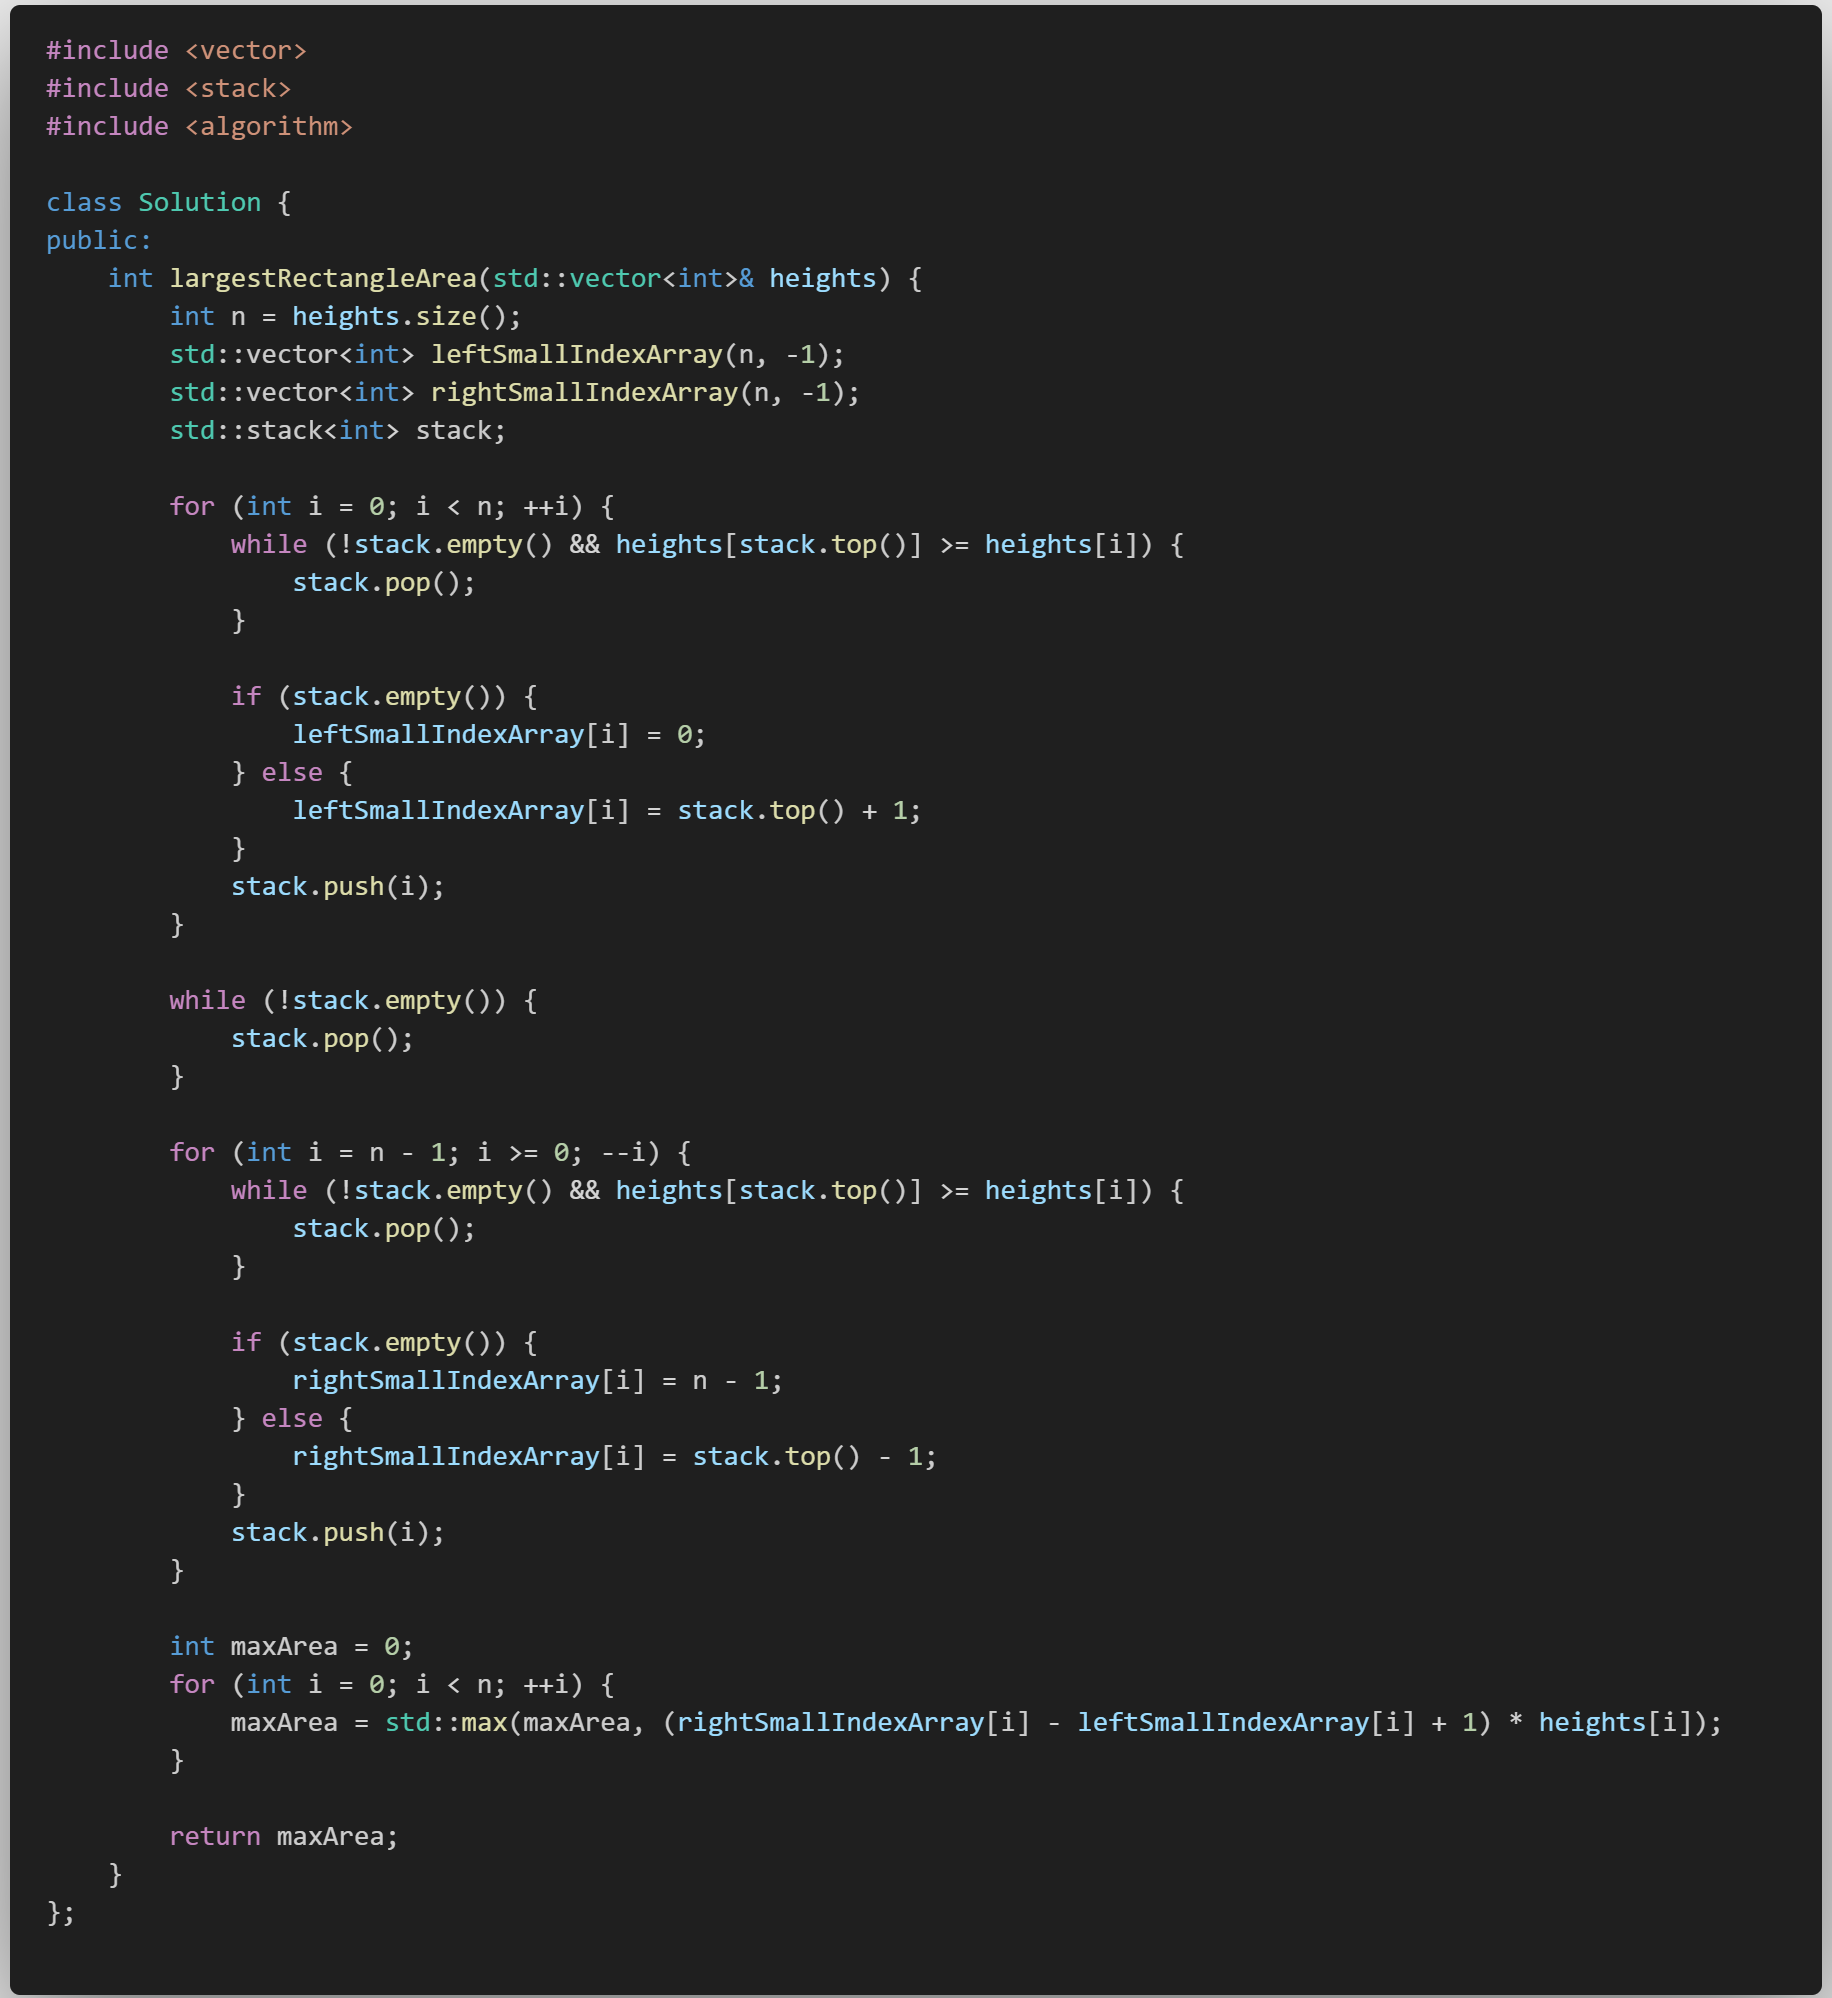 #include <vector>
#include <stack>
#include <algorithm>

class Solution {
public:
    int largestRectangleArea(std::vector<int>& heights) {
        int n = heights.size();
        std::vector<int> leftSmallIndexArray(n, -1);
        std::vector<int> rightSmallIndexArray(n, -1);
        std::stack<int> stack;

        for (int i = 0; i < n; ++i) {
            while (!stack.empty() && heights[stack.top()] >= heights[i]) {
                stack.pop();
            }

            if (stack.empty()) {
                leftSmallIndexArray[i] = 0;
            } else {
                leftSmallIndexArray[i] = stack.top() + 1;
            }
            stack.push(i);
        }

        while (!stack.empty()) {
            stack.pop();
        }

        for (int i = n - 1; i >= 0; --i) {
            while (!stack.empty() && heights[stack.top()] >= heights[i]) {
                stack.pop();
            }

            if (stack.empty()) {
                rightSmallIndexArray[i] = n - 1;
            } else {
                rightSmallIndexArray[i] = stack.top() - 1;
            }
            stack.push(i);
        }

        int maxArea = 0;
        for (int i = 0; i < n; ++i) {
            maxArea = std::max(maxArea, (rightSmallIndexArray[i] - leftSmallIndexArray[i] + 1) * heights[i]);
        }

        return maxArea;
    }
};